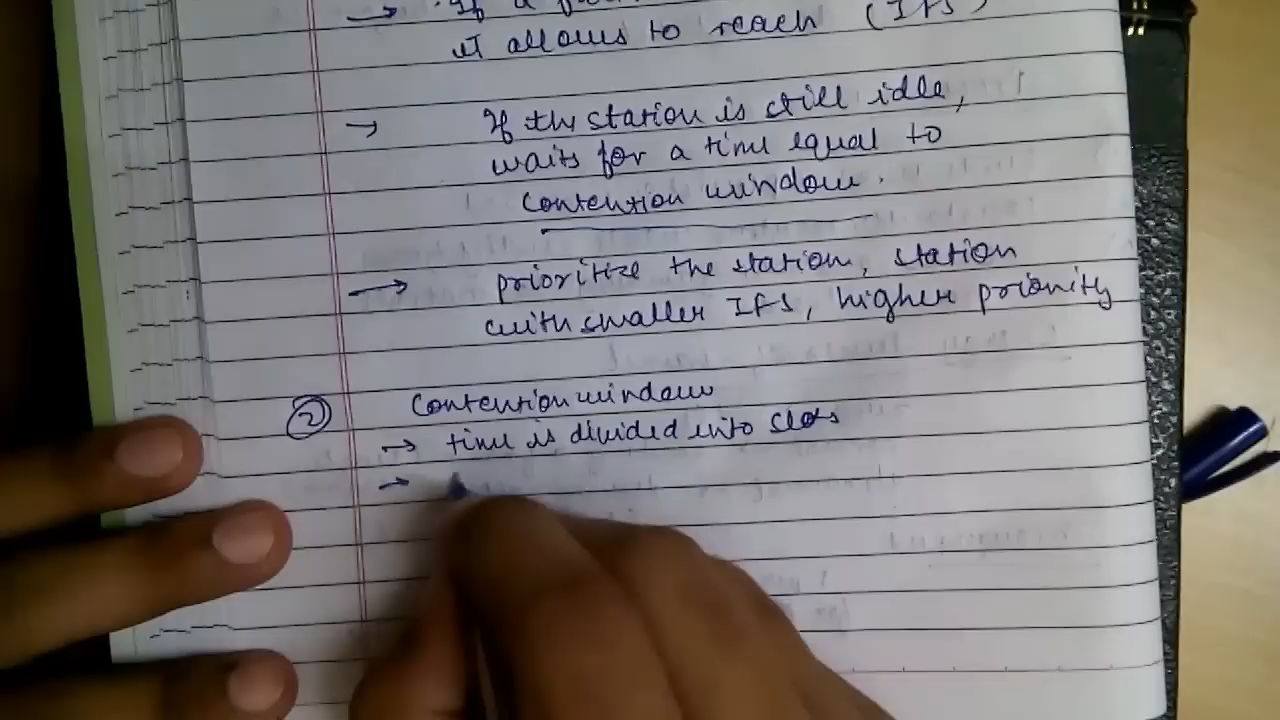 → If a
it allows to reach (IFS)
→ If the station is still idle,
waits for a time equal to
contention window.
→ prioritize the station, station
with smaller IFS, higher priority
② Contention window
→ time is divided into slots
→